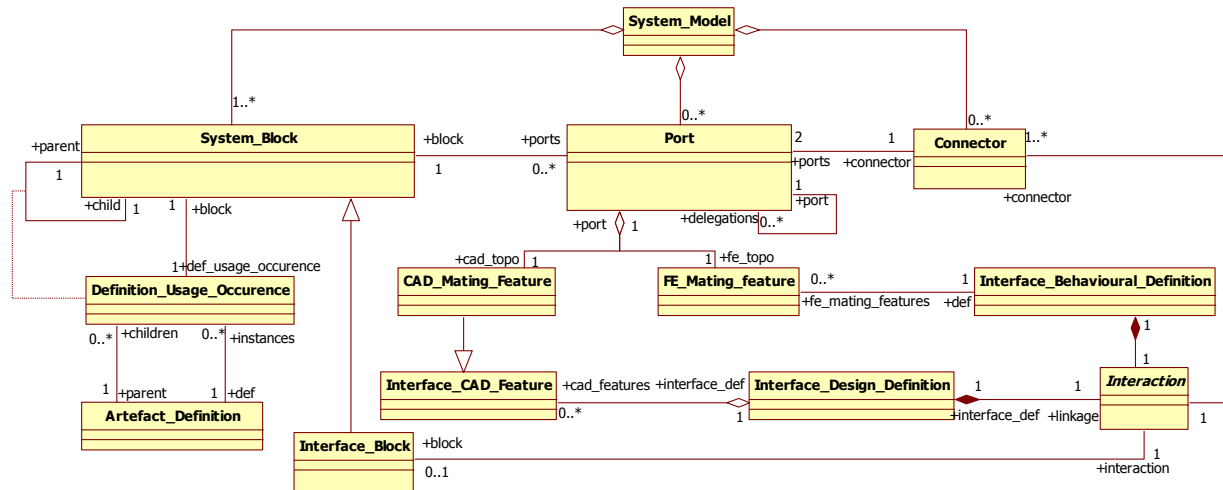 System_Model
1..*
0..*
0..*
System_Block
Port
Connector
+parent
1
+child
1
1
+block
+block
1
+ports
0..*
2
+ports
1
+connector
1..*
+connector
1
+port
+delegations
0..*
+port
1
1+def_usage_occurence
+cad_topo
1
1
+fe_topo
Definition_Usage_Occurence
CAD_Mating_Feature
FE_Mating_feature
0..*
+fe_mating_features
1
+def
Interface_Behavioural_Definition
+children
0..*
0..*
+instances
1
1
1
+parent
1
+def
Artefact_Definition
Interface_CAD_Feature
+cad_features
0..*
+interface_def
1
Interface_Design_Definition
1
+interface_def
1
+linkage
Interaction
1
Interface_Block
+block
0..1
1
+interaction